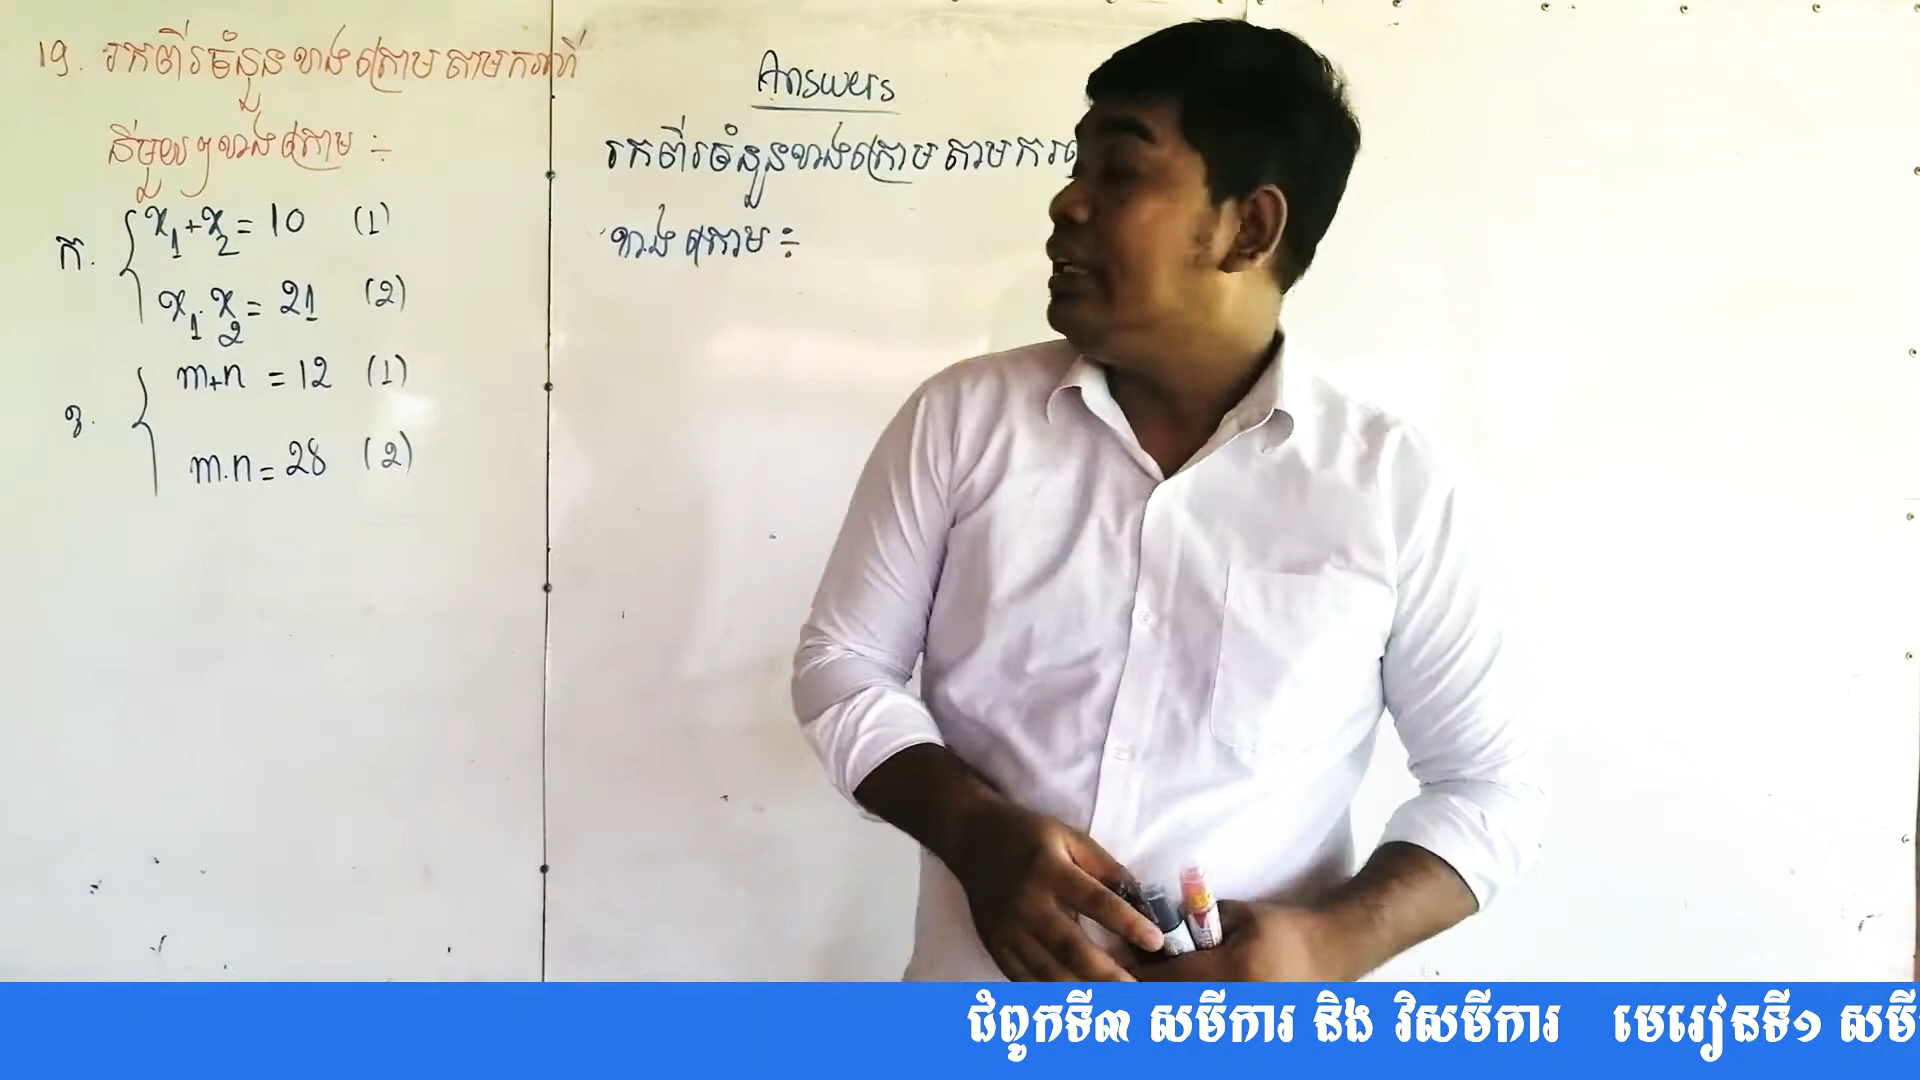 19. រកពីរចំនួនខាងក្រោមតាមករណី
នីមួយៗខាងក្រោម ÷
ក. { x₁+x₂ = 10 (1)
x₁.x₂ = 21 (2)
ខ. { m+n = 12 (1)
m.n = 28 (2)
Answers
រកពីរចំនួនខាងក្រោមតាមករ
ខាងក្រោម ÷
ជំពូកទី៣ សមីការ និង វិសមីការ មេរៀនទី១ សមី